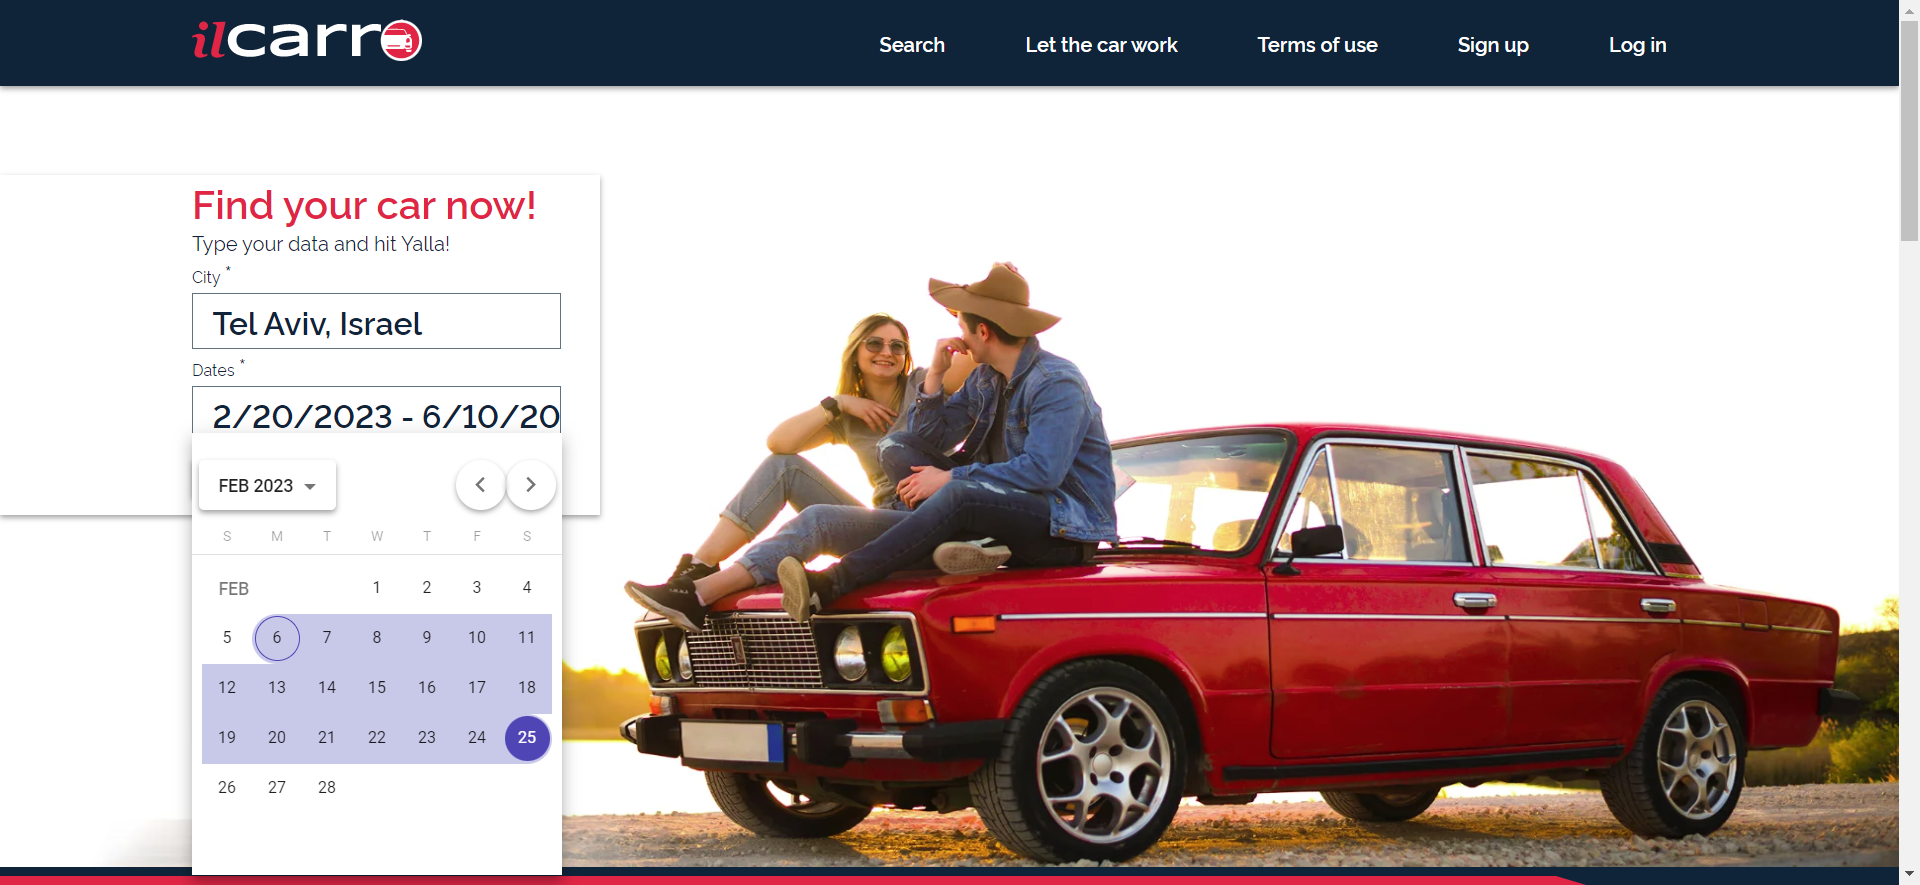 ilcarro
Search Let the car work Terms of use Sign up Log in
Find your car now!
Type your data and hit Yalla!
City *
Tel Aviv, Israel
Dates *
2/20/2023 - 6/10/20
FEB 2023
S M T W T F S
FEB 1 2 3 4
5 6 7 8 9 10 11
12 13 14 15 16 17 18
19 20 21 22 23 24 25
26 27 28